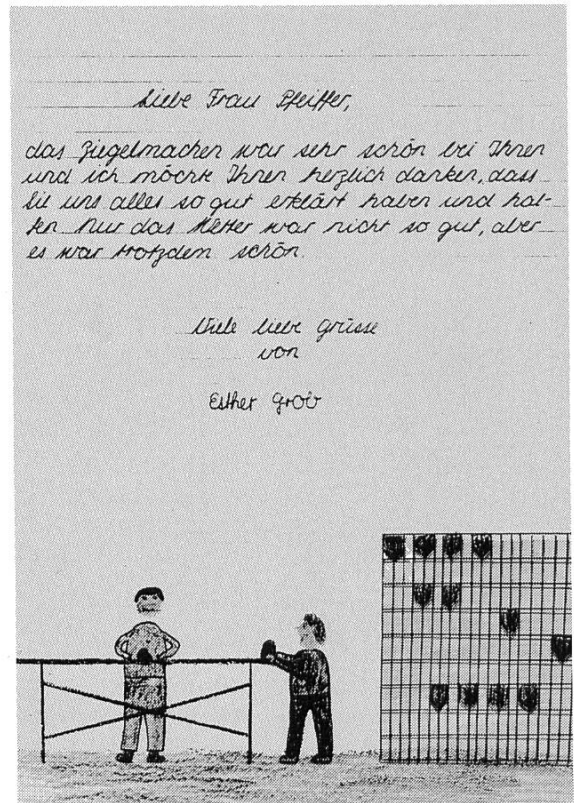 Liebe Frau Pfeiffer,
das Ziegelmachen war sehr schön bei Ihnen
und ich möchte Ihnen herzlich danken, dass
Sie uns alles so gut erklärt haben und hal-
fen. Nur das Wetter war nicht so gut, aber
es war trotzdem schön.
Viele liebe Grüsse
von
Esther Grob